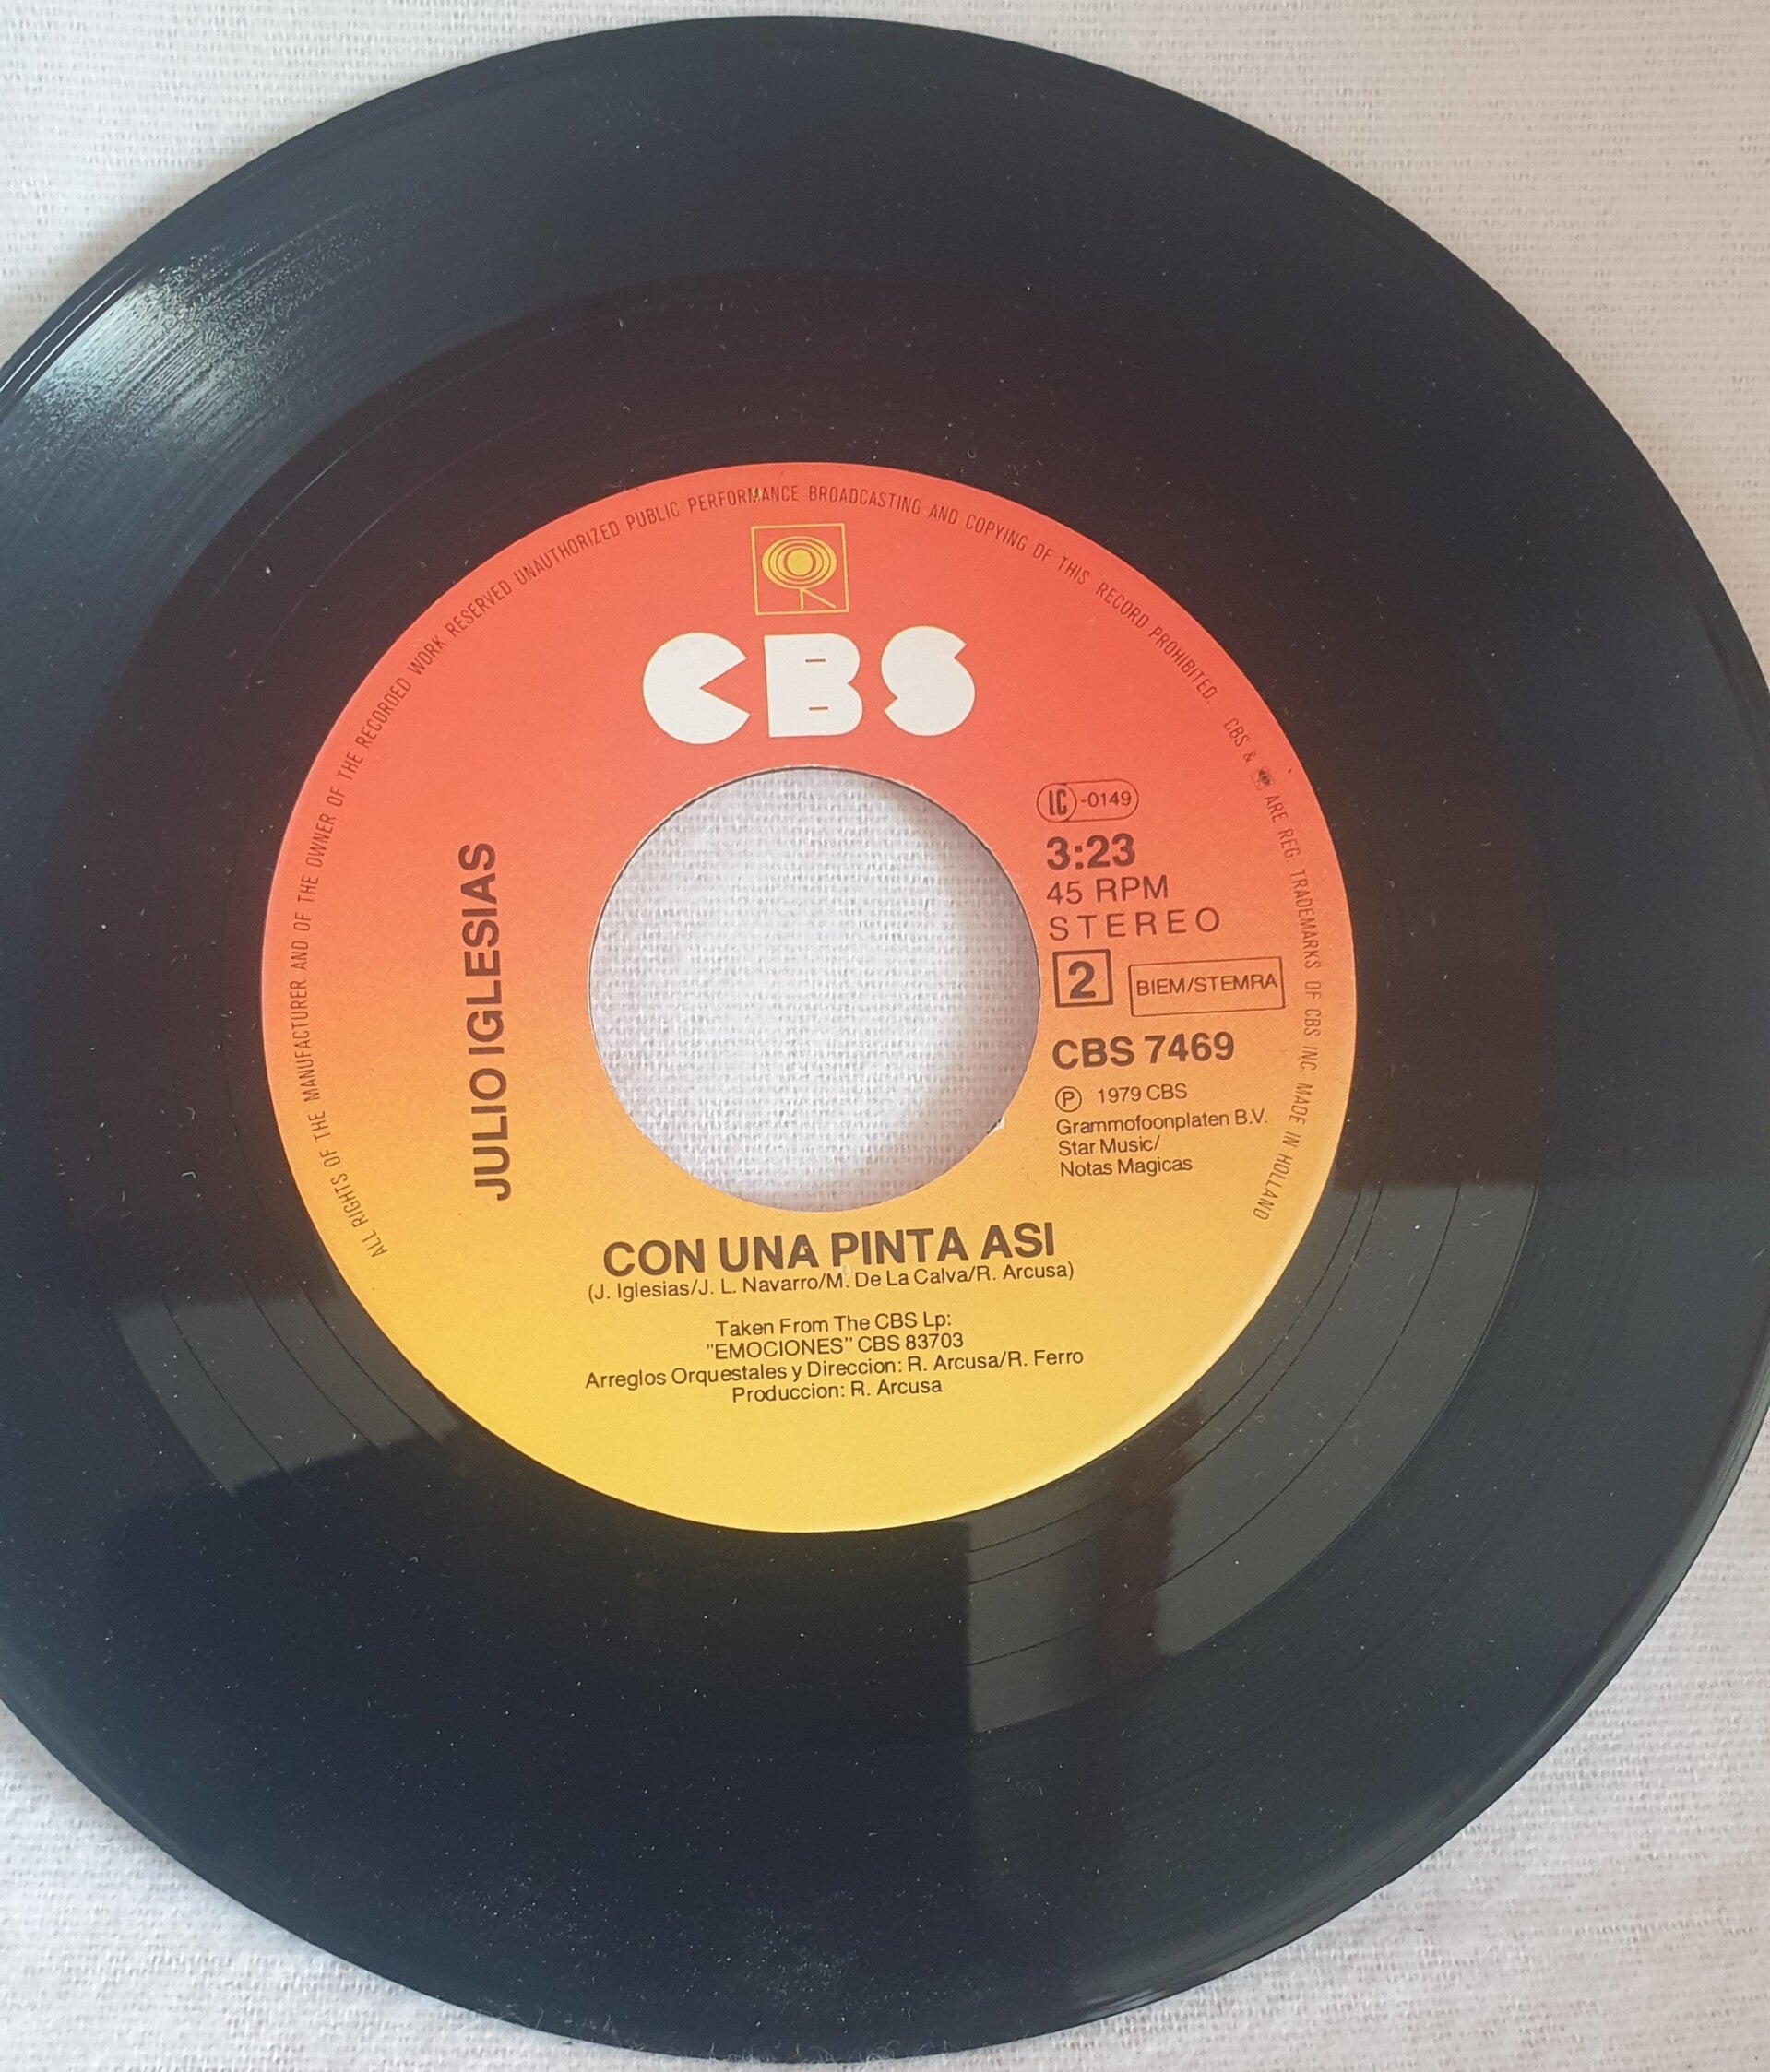 ALL RIGHTS OF THE MANUFACTURER AND OF THE OWNER OF THE RECORDED WORK RESERVED UNAUTHORIZED PUBLIC PERFORMANCE BROADCASTING AND COPYING OF THIS RECORD PROHIBITED. CBS & ARE REG. TRADEMARKS OF CBS INC. MADE IN HOLLAND
CBS
JULIO IGLESIAS
LC -0149
3:23
45 RPM
STEREO
2 BIEM/STEMRA
CBS 7469
Ⓟ 1979 CBS
Grammofoonplaten B.V.
Star Music/
Notas Magicas
CON UNA PINTA ASI
(J. Iglesias/J. L. Navarro/M. De La Calva/R. Arcusa)
Taken From The CBS Lp:
"EMOCIONES" CBS 83703
Arreglos Orquestales y Direccion: R. Arcusa/R. Ferro
Produccion: R. Arcusa